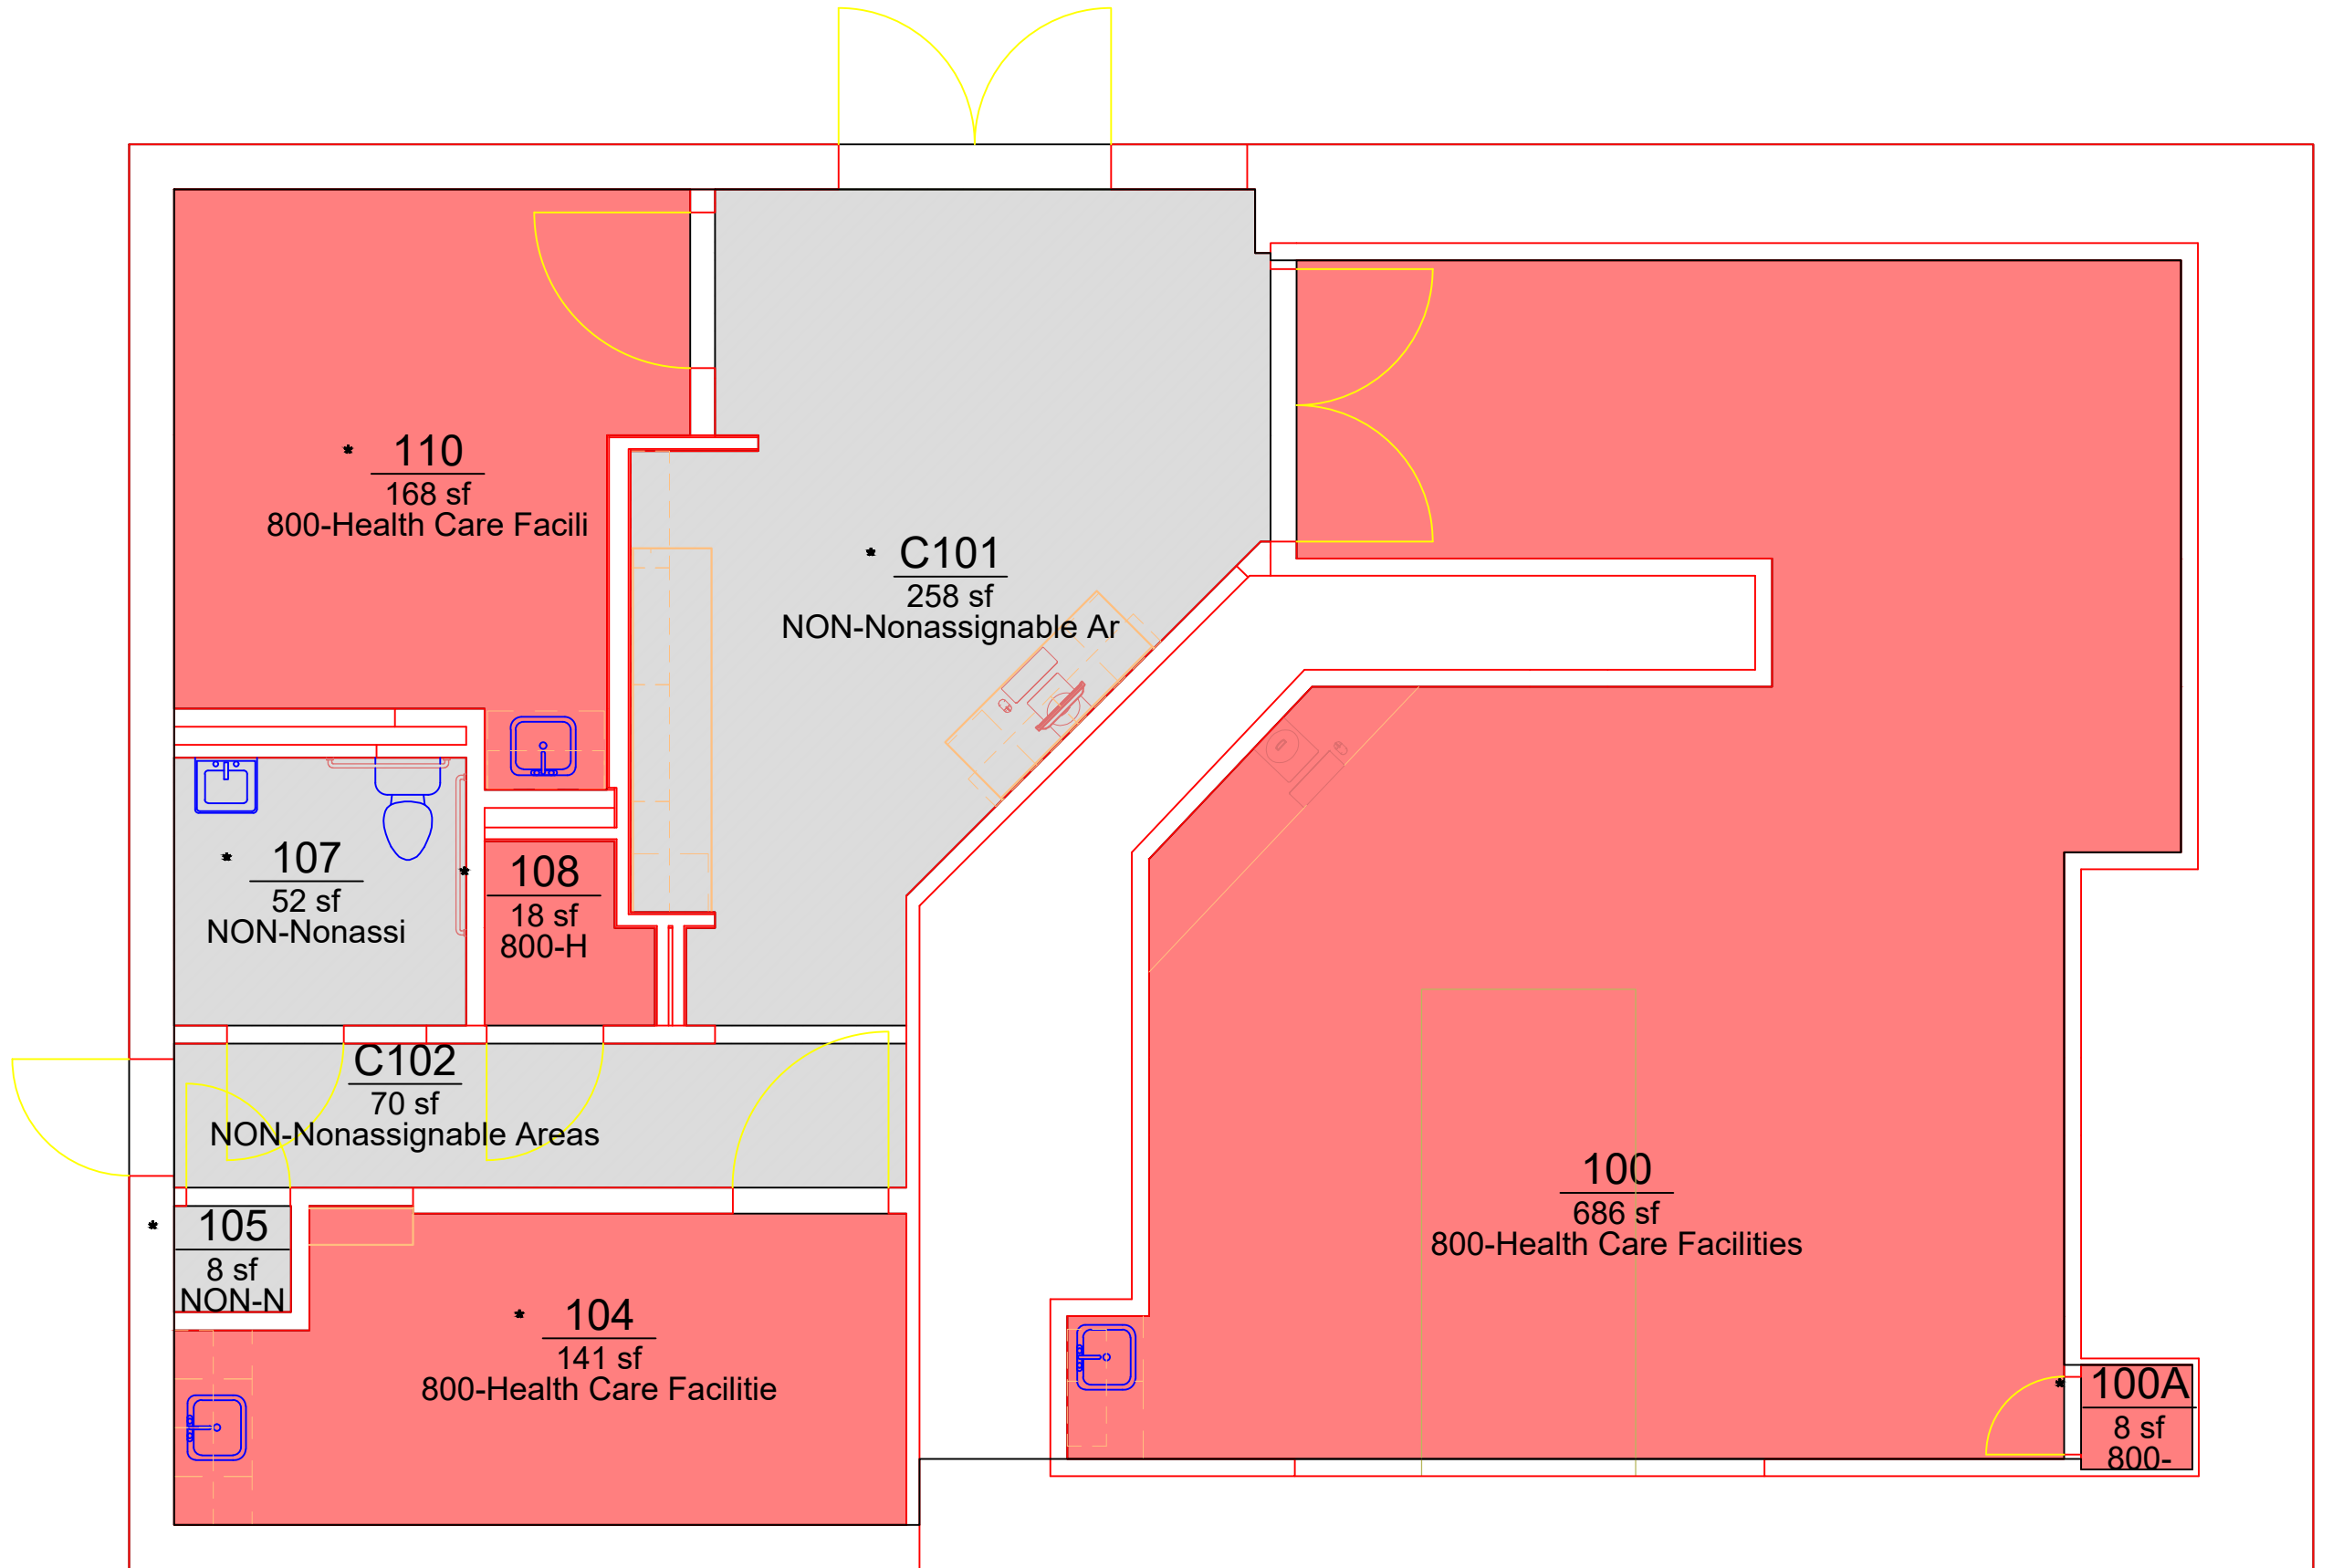 110
168 sf
800-Health Care Facili
C101
258 sf
NON-Nonassignable Ar
107
52 sf
NON-Nonassi
108
18 sf
800-H
C102
70 sf
NON-Nonassignable Areas
100
686 sf
800-Health Care Facilities
105
8 sf
NON-N
104
141 sf
800-Health Care Facilitie
100A
8 sf
800-